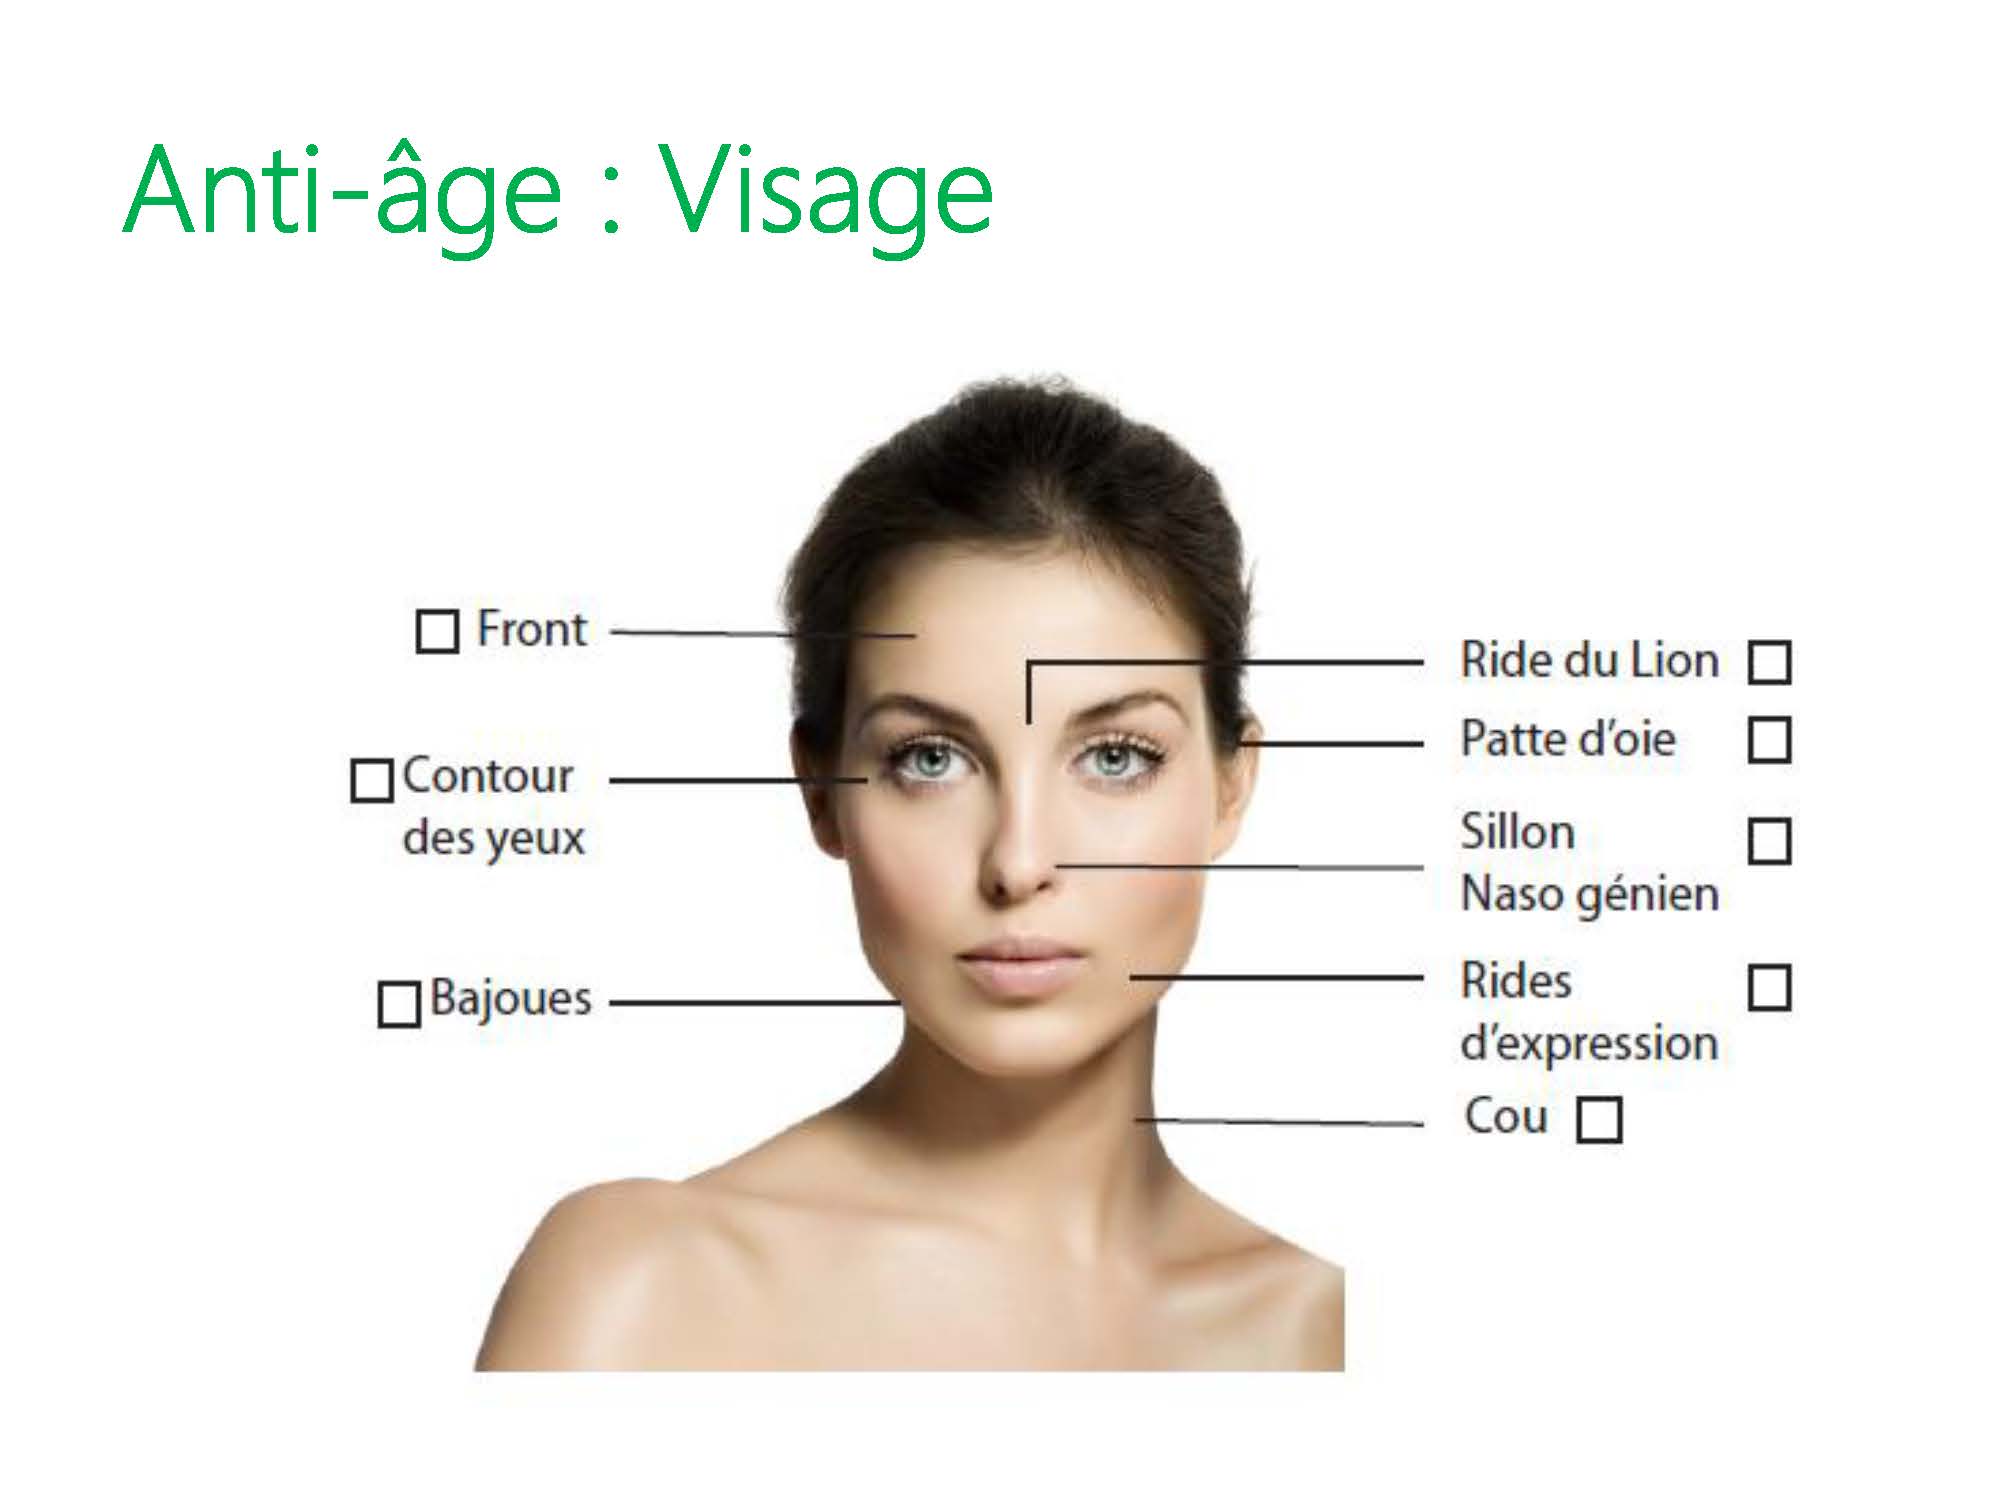 Anti-âge : Visage
Front
Contour
des yeux
Bajoues
Ride du Lion
Patte d'oie
Sillon
Naso génien
Rides
d'expression
Cou